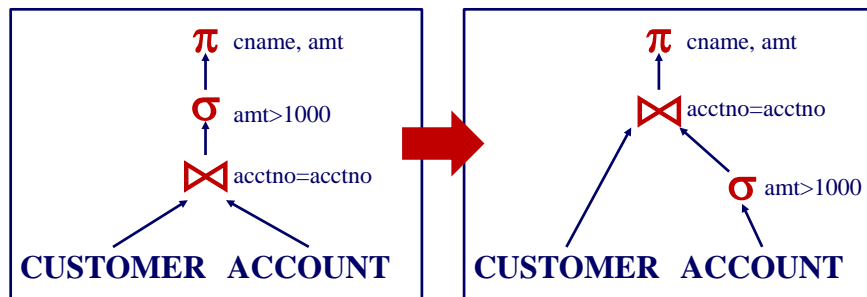 π cname, amt
σ amt>1000
⋈ acctno=acctno
CUSTOMER ACCOUNT
π cname, amt
⋈ acctno=acctno
σ amt>1000
CUSTOMER ACCOUNT